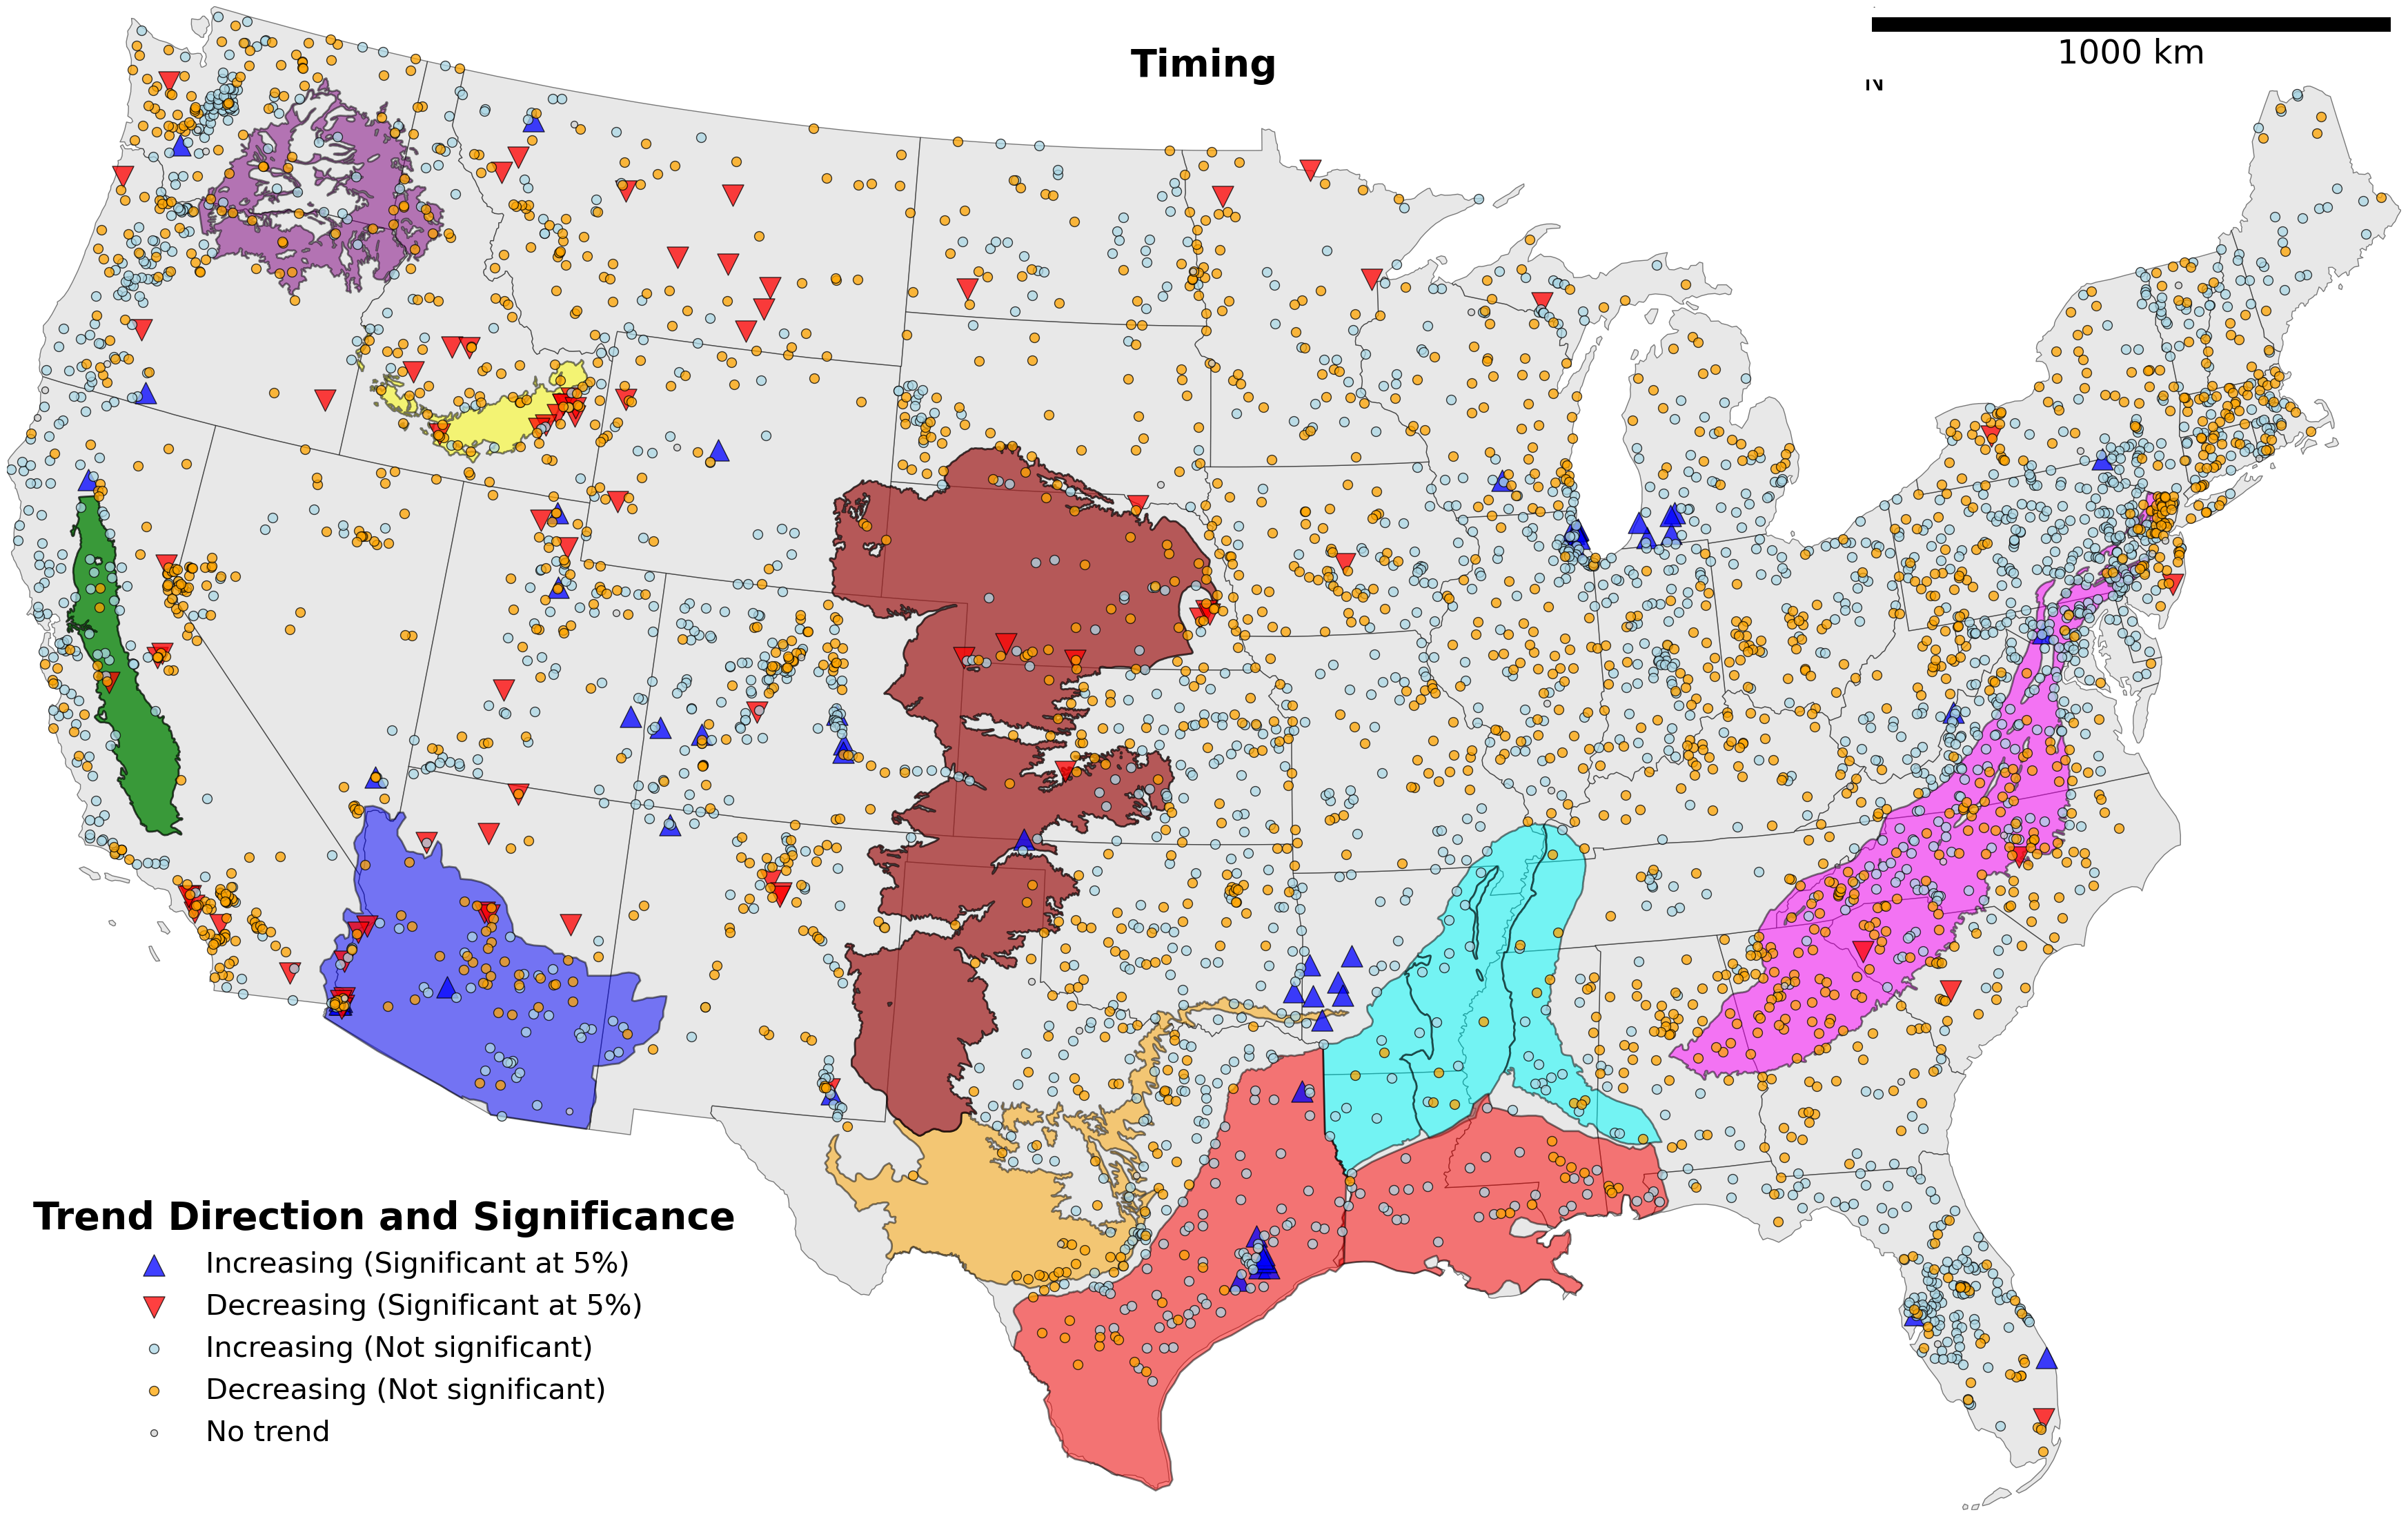 Timing
1000 km
N
Trend Direction and Significance
Increasing (Significant at 5%)
Decreasing (Significant at 5%)
Increasing (Not significant)
Decreasing (Not significant)
No trend